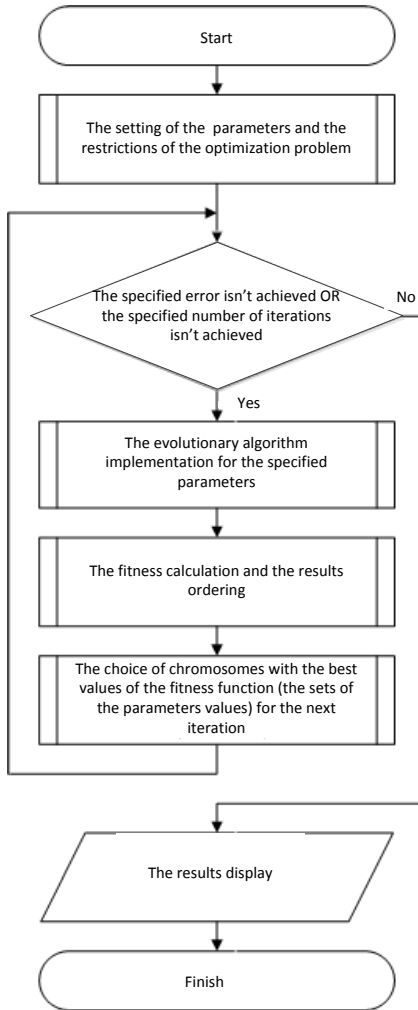 Start
The setting of the parameters and the
restrictions of the optimization problem
The specified error isn't achieved OR
the specified number of iterations
isn't achieved
No
Yes
The evolutionary algorithm
implementation for the specified
parameters
The fitness calculation and the results
ordering
The choice of chromosomes with the best
values of the fitness function (the sets of
the parameters values) for the next
iteration
The results display
Finish